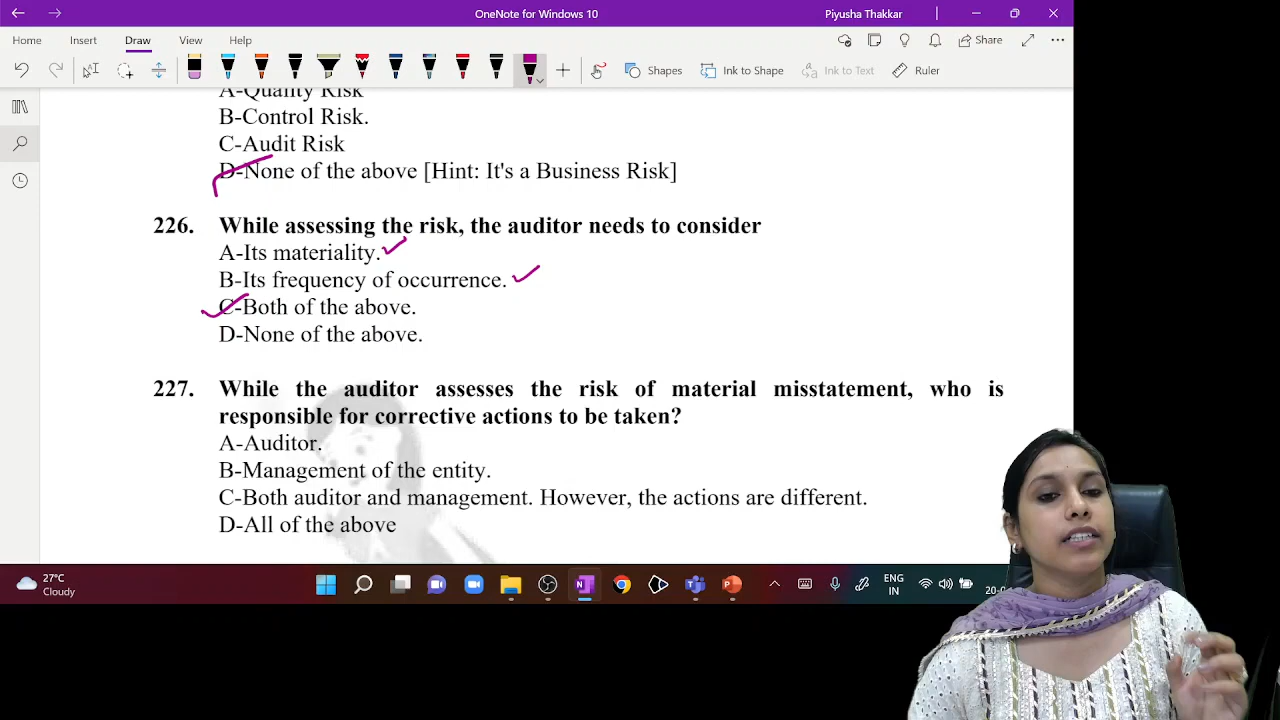 OneNote for Windows 10
Piyusha Thakkar
Home
Insert
Draw
View
Help
Share
Shapes
Ink to Shape
Ink to Text
Ruler
A-Quality Risk
B-Control Risk.
C-Audit Risk
D-None of the above [Hint: It's a Business Risk]
226. While assessing the risk, the auditor needs to consider
A-Its materiality.
B-Its frequency of occurrence.
C-Both of the above.
D-None of the above.
227. While the auditor assesses the risk of material misstatement, who is
responsible for corrective actions to be taken?
A-Auditor.
B-Management of the entity.
C-Both auditor and management. However, the actions are different.
D-All of the above
27°C
Cloudy
ENG
IN